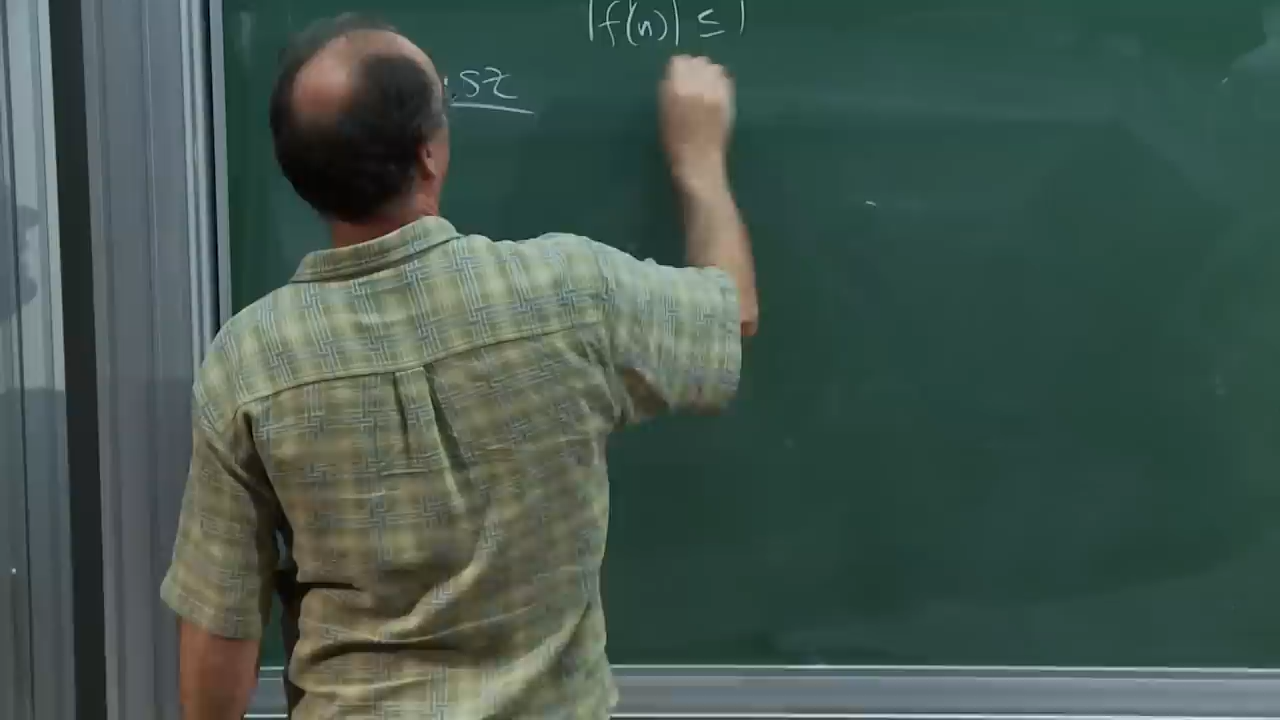 |f(n)| ≤ 1
sz